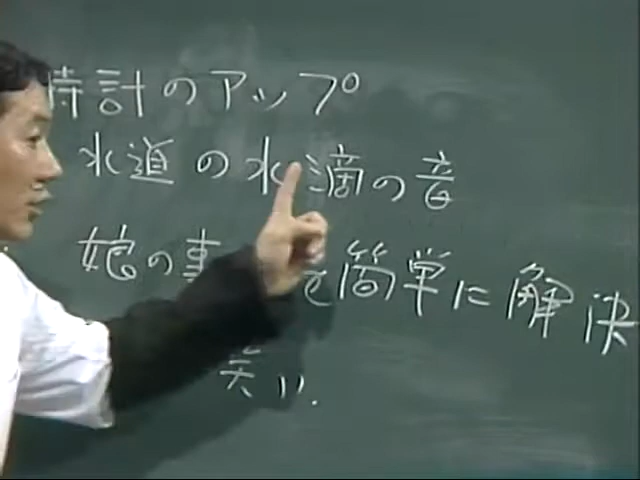 時計のアップ
水道の水滴の音
娘の事 を簡単に解決
笑い.